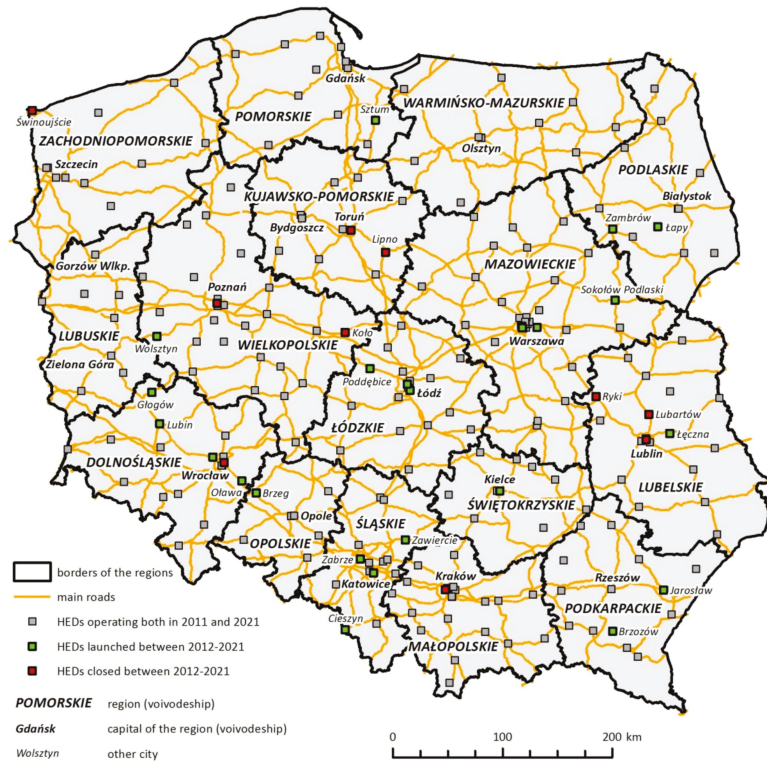 Gdańsk
Sztum
WARMIŃSKO-MAZURSKIE
POMORSKIE
Świnoujście
ZACHODNIOPOMORSKIE
Olsztyn
Szczecin
PODLASKIE
KUJAWSKO-POMORSKIE
Białystok
Toruń
Bydgoszcz
Zambrów
Łapy
Lipno
Gorzów Wlkp.
MAZOWIECKIE
Poznań
Sokołów Podlaski
LUBUSKIE
Koło
Wolsztyn
WIELKOPOLSKIE
Warszawa
Zielona Góra
Poddębice
Łódź
Głogów
Ryki
Lubartów
Lubin
ŁÓDZKIE
Łęczna
DOLNOŚLĄSKIE
Lublin
Wrocław
Kielce
LUBELSKIE
Oława
Brzeg
ŚWIĘTOKRZYSKIE
Opole
ŚLĄSKIE
OPOLSKIE
Zawiercie
Zabrze
Katowice
Kraków
Rzeszów
Jarosław
PODKARPACKIE
Cieszyn
Brzozów
MAŁOPOLSKIE
borders of the regions
main roads
HEDs operating both in 2011 and 2021
HEDs launched between 2012-2021
HEDs closed between 2012-2021
POMORSKIE region (voivodeship)
Gdańsk capital of the region (voivodeship)
Wolsztyn other city
0 100 200 km